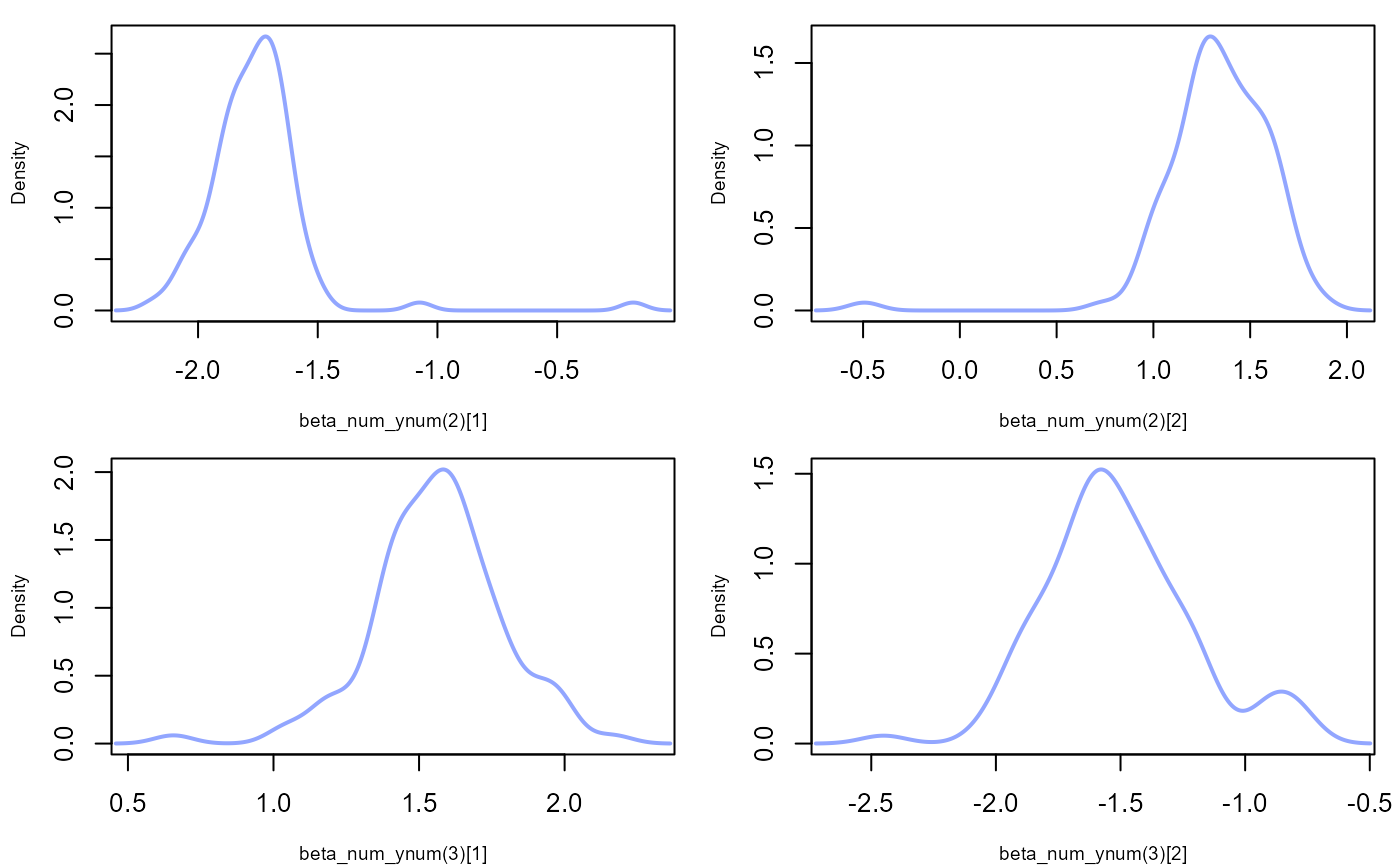 Density
2.0
1.0
0.0
-2.0 -1.5 -1.0 -0.5
beta_num_ynum(2)[1]
Density
1.5
1.0
0.5
0.0
-0.5 0.0 0.5 1.0 1.5 2.0
beta_num_ynum(2)[2]
Density
2.0
1.5
1.0
0.5
0.0
0.5 1.0 1.5 2.0
beta_num_ynum(3)[1]
Density
1.5
1.0
0.5
0.0
-2.5 -2.0 -1.5 -1.0 -0.5
beta_num_ynum(3)[2]